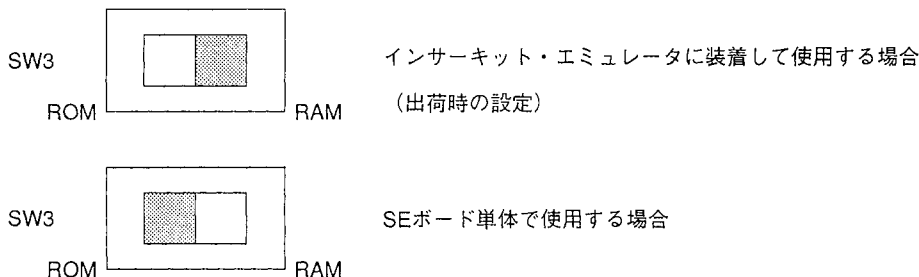 SW3
インサーキット・エミュレータに装着して使用する場合
(出荷時の設定)
ROM
RAM
SW3
SEボード単体で使用する場合
ROM
RAM